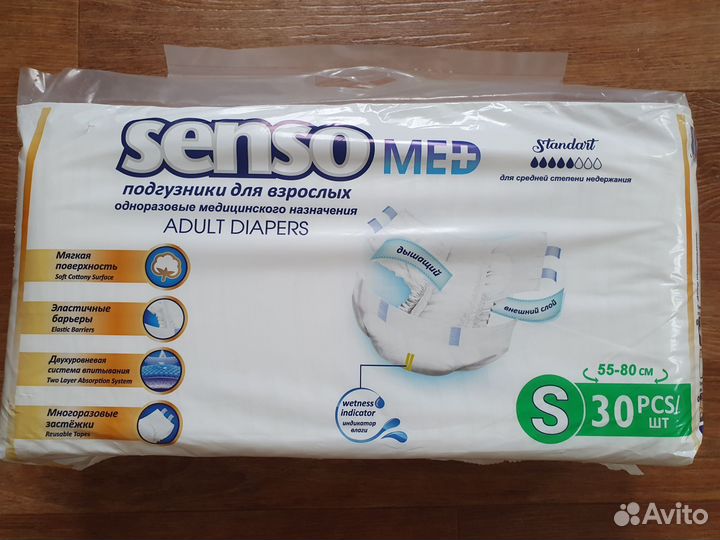 senso MED
подгузники для взрослых
одноразовые медицинского назначения
ADULT DIAPERS
Standart
для средней степени недержания
Мягкая
поверхность
Soft Cottony Surface
Эластичные
барьеры
Elastic Barriers
Двухуровневая
система впитывания
Two Layer Absorption System
Многоразовые
застёжки
Reusable Tapes
дышащий
внешний слой
wetness
indicator
индикатор
влаги
55-80 см
S 30 PCS/
шт
Avito